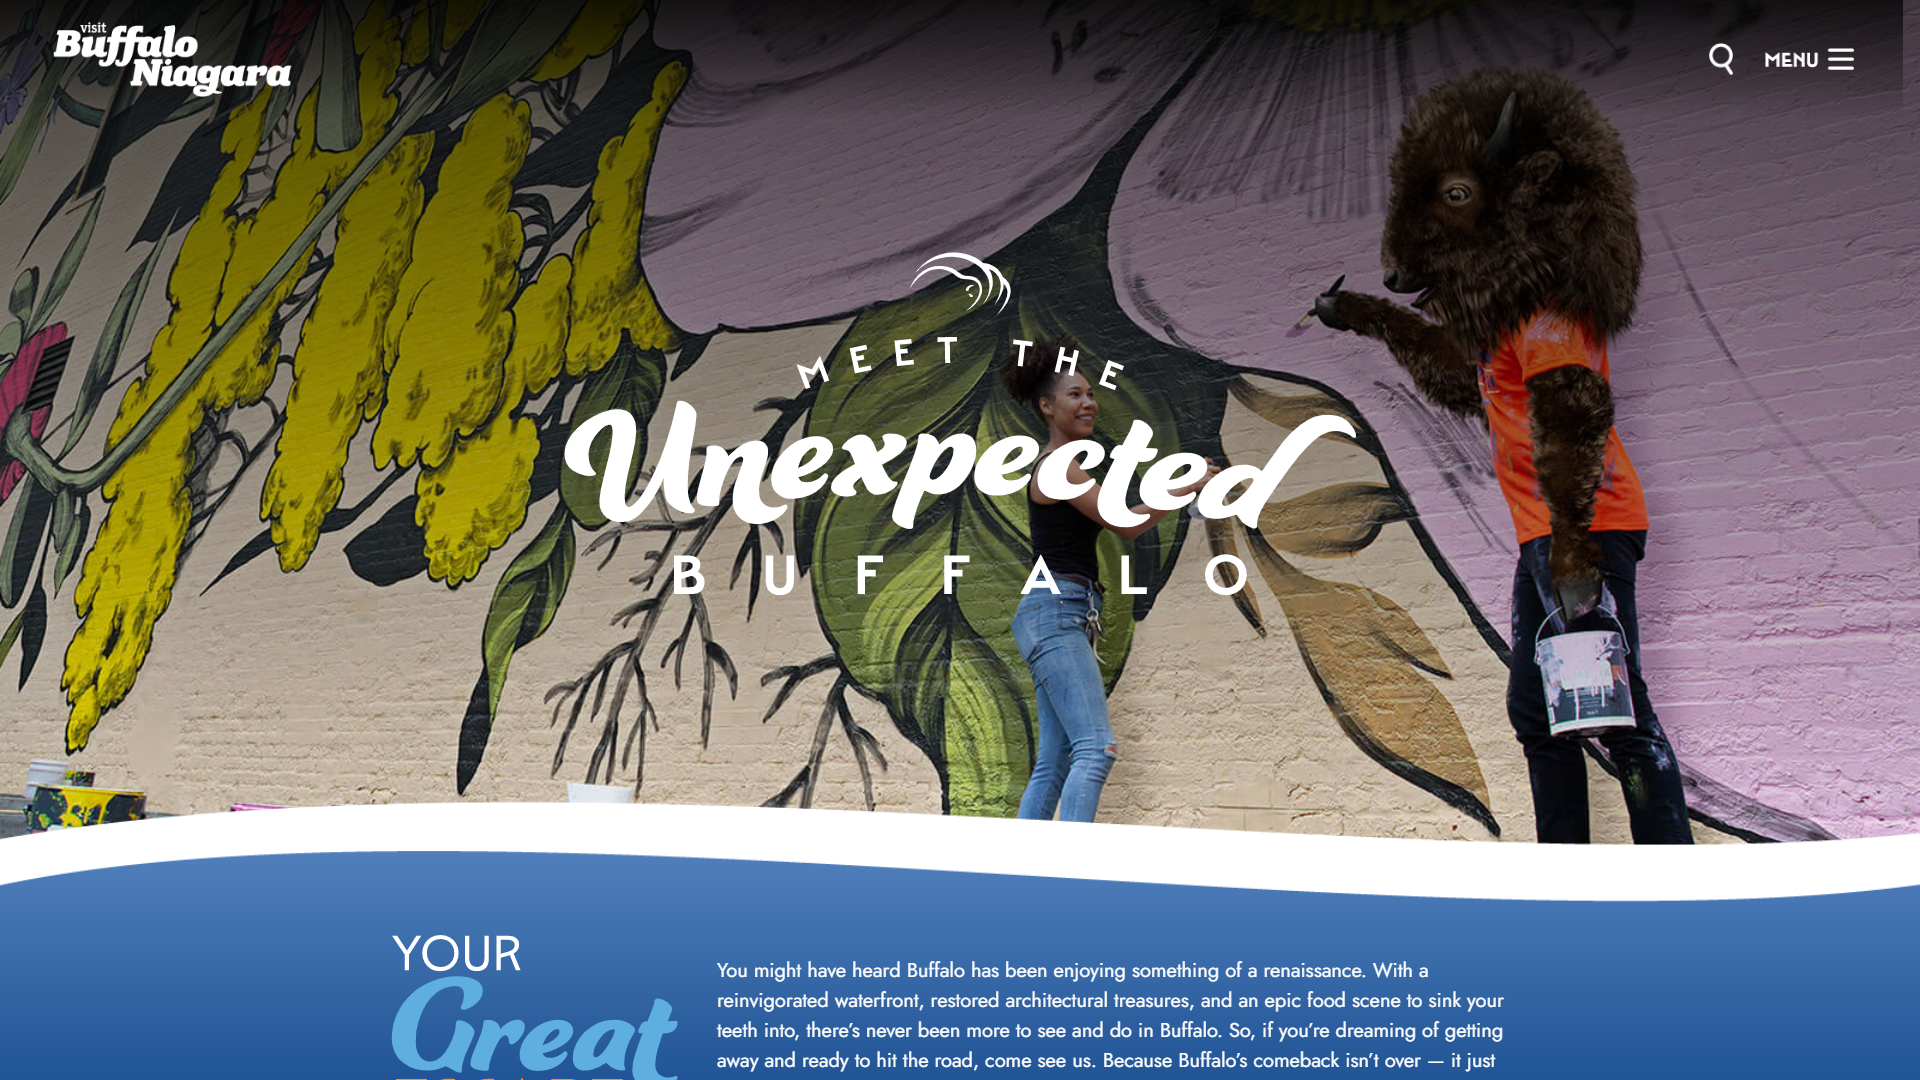 visit
Buffalo
Niagara
MENU
MEET THE
Unexpected
BUFFALO
YOUR
Great
You might have heard Buffalo has been enjoying something of a renaissance. With a
reinvigorated waterfront, restored architectural treasures, and an epic food scene to sink your
teeth into, there’s never been more to see and do in Buffalo. So, if you’re dreaming of getting
away and ready to hit the road, come see us. Because Buffalo’s comeback isn’t over — it just